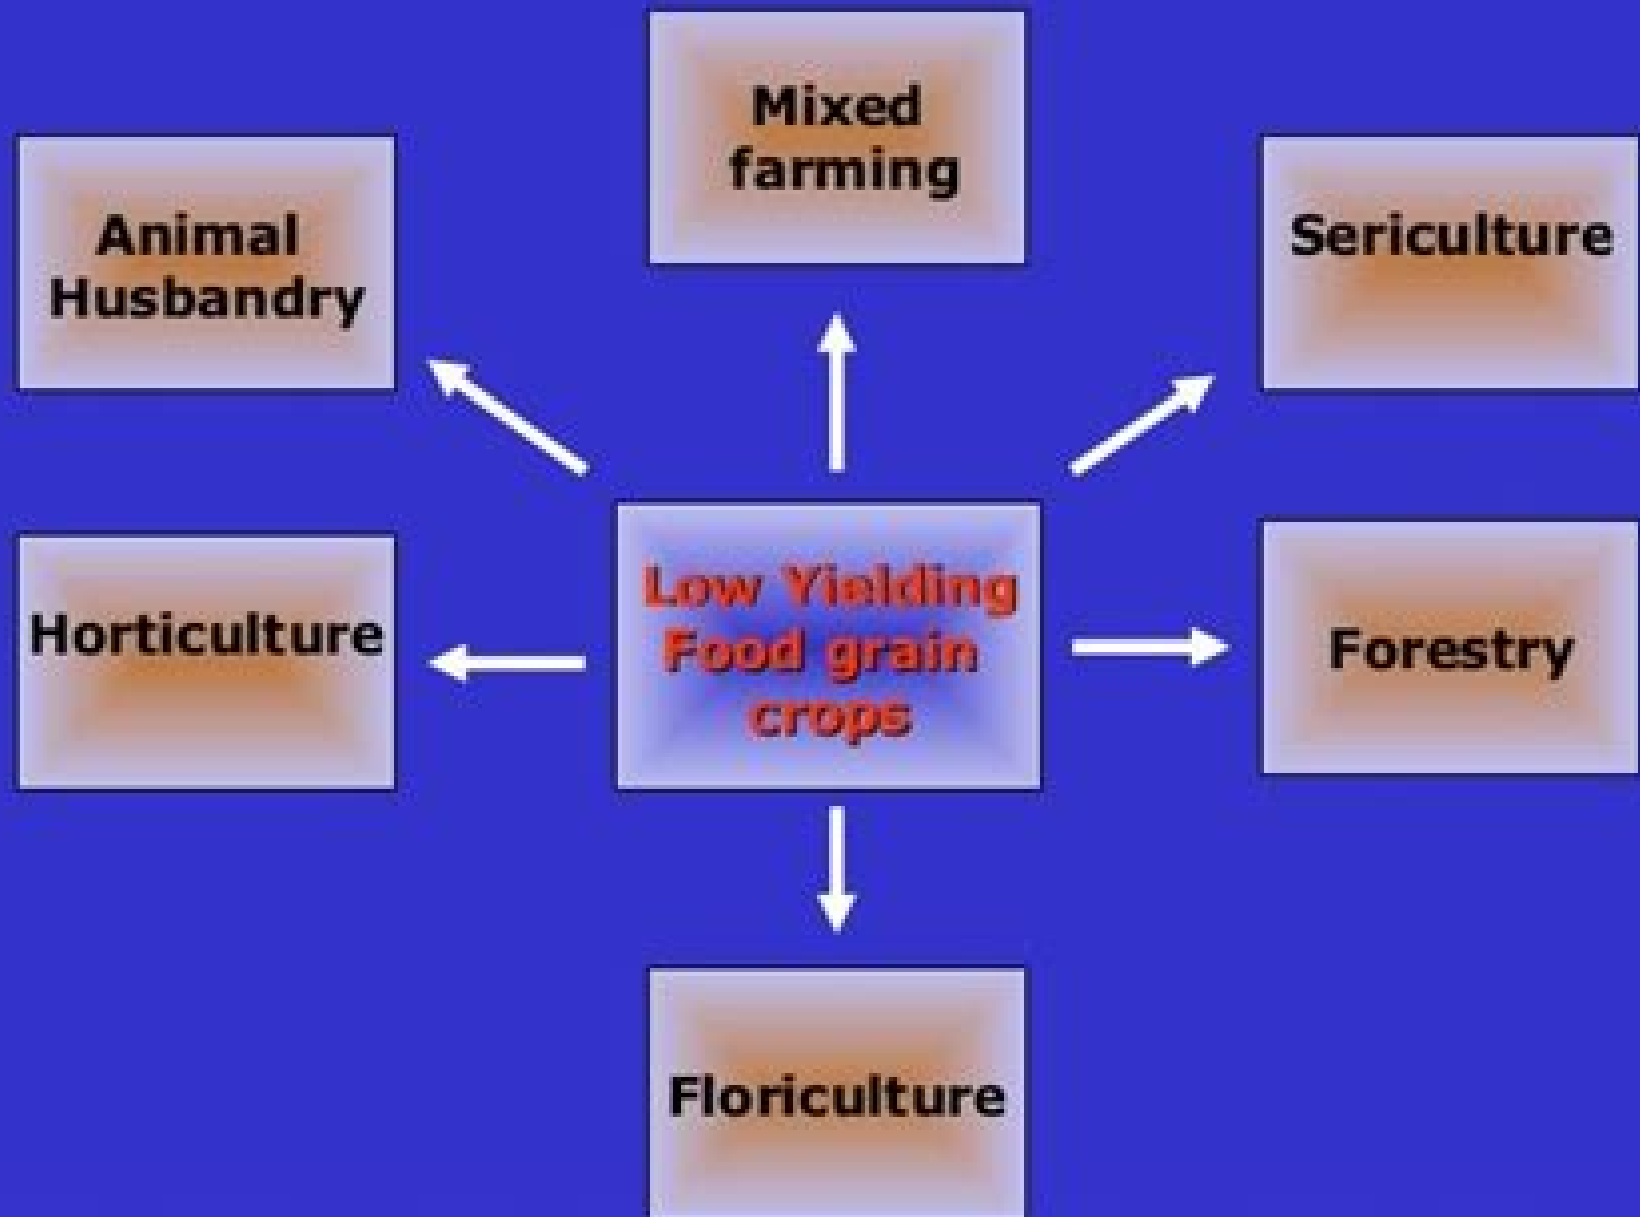 Mixed
farming
Animal
Husbandry
Sericulture
Horticulture
Low Yielding
Food grain
crops
Forestry
Floriculture